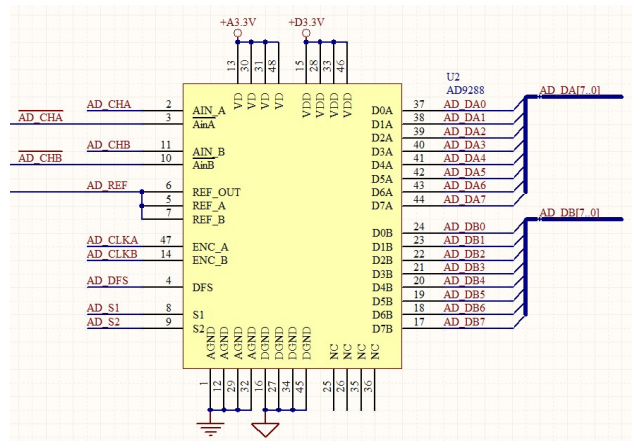 +A3.3V +D3.3V
13 30 31 48 15 28 33 46
VD VD VD VD VDD VDD VDD VDD
U2
AD9288
AD_CHA 2 AIN_A
AD_CHA 3 AinA
AD_CHB 11 AIN_B
AD_CHB 10 AinB
AD_REF 6 REF_OUT
5 REF_A
7 REF_B
AD_CLKA 47 ENC_A
AD_CLKB 14 ENC_B
AD_DFS 4 DFS
AD_S1 8 S1
AD_S2 9 S2
D0A 37 AD_DA0
D1A 38 AD_DA1
D2A 39 AD_DA2
D3A 40 AD_DA3
D4A 41 AD_DA4
D5A 42 AD_DA5
D6A 43 AD_DA6
D7A 44 AD_DA7
AD_DA[7..0]
D0B 24 AD_DB0
D1B 23 AD_DB1
D2B 22 AD_DB2
D3B 21 AD_DB3
D4B 20 AD_DB4
D5B 19 AD_DB5
D6B 18 AD_DB6
D7B 17 AD_DB7
AD_DB[7..0]
AGND AGND AGND AGND DGND DGND DGND DGND NC NC NC NC
1 12 29 32 16 27 34 45 25 26 35 36